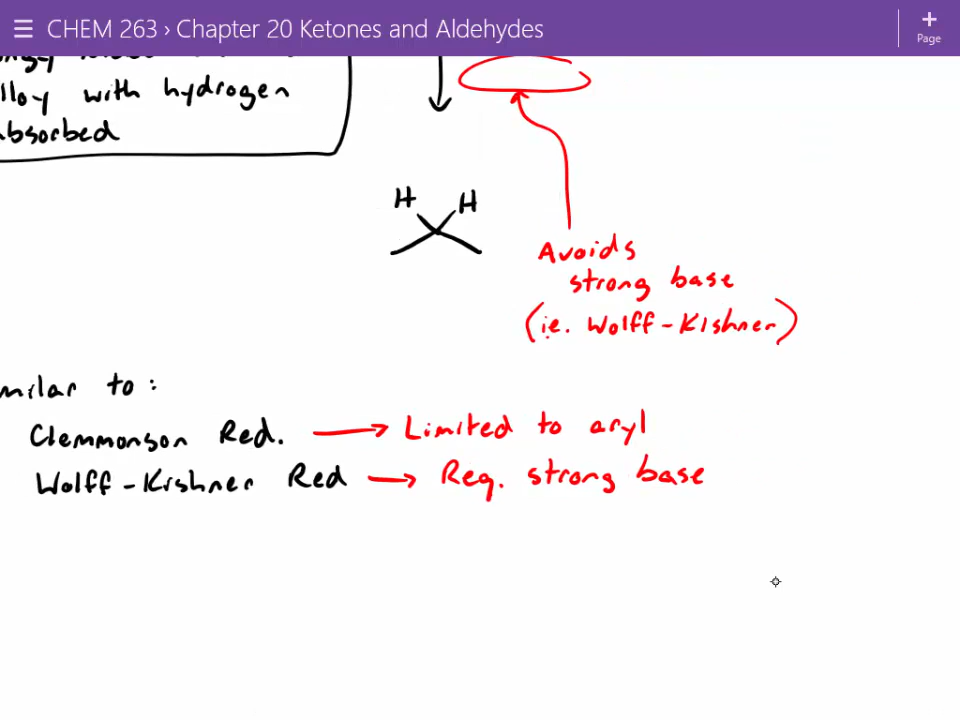 CHEM 263 › Chapter 20 Ketones and Aldehydes
Page
lloy with hydrogen
absorbed
H H
Avoids
strong base
(ie. Wolff-Kishner)
milar to:
Clemmonson Red. → Limited to aryl
Wolff-Kishner Red → Req. strong base